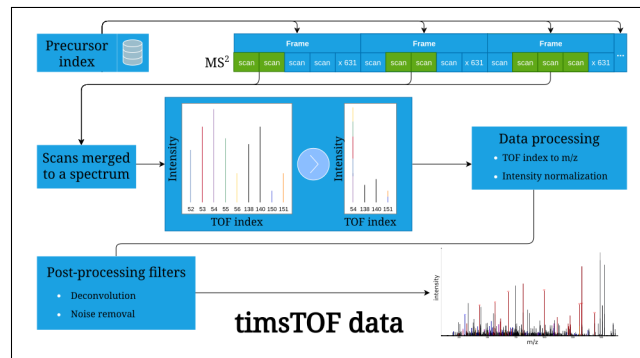 Precursor
index
MS²
Frame Frame Frame ...
scan scan scan scan x 631 scan scan scan scan x 631 scan scan scan scan x 631
Scans merged
to a spectrum
Intensity
52 53 54 55 56 138 140 150 151
TOF index
Intensity
54 138 140 151
TOF index
Data processing
• TOF index to m/z
• Intensity normalization
Post-processing filters
• Deconvolution
• Noise removal
timsTOF data
intensity
m/z